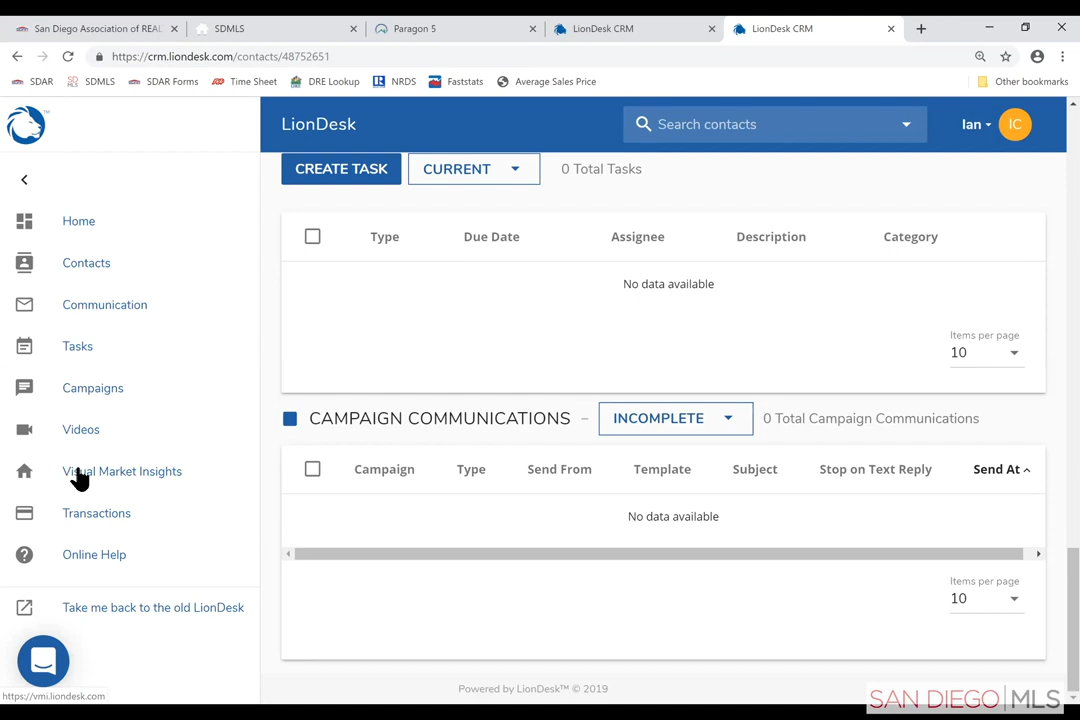 San Diego Association of REAL
SDMLS
Paragon 5
LionDesk CRM
LionDesk CRM
https://crm.liondesk.com/contacts/48752651
SDAR
SDMLS
SDAR Forms
Time Sheet
DRE Lookup
NRDS
Faststats
Average Sales Price
Other bookmarks
LionDesk
Search contacts
Ian
IC
Home
Contacts
Communication
Tasks
Campaigns
Videos
Visual Market Insights
Transactions
Online Help
Take me back to the old LionDesk
https://vmi.liondesk.com
CREATE TASK
CURRENT
0 Total Tasks
Type Due Date Assignee Description Category
No data available
Items per page
10
CAMPAIGN COMMUNICATIONS –
INCOMPLETE
0 Total Campaign Communications
Campaign Type Send From Template Subject Stop on Text Reply Send At
No data available
Items per page
10
Powered by LionDesk™ © 2019
SAN DIEGO | MLS